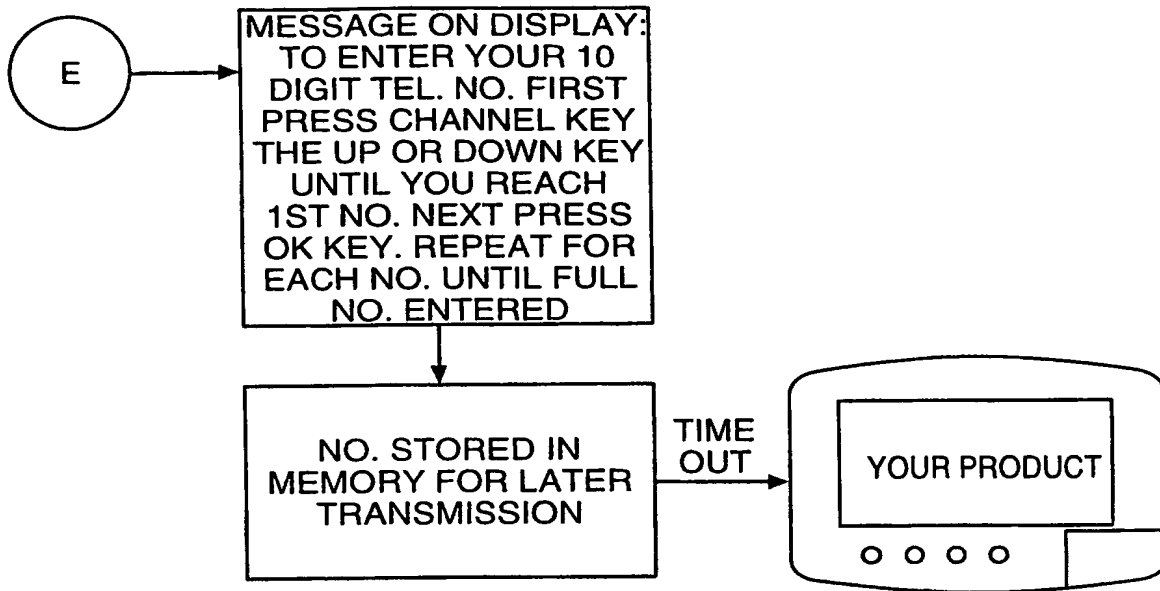 E
MESSAGE ON DISPLAY:
TO ENTER YOUR 10
DIGIT TEL. NO. FIRST
PRESS CHANNEL KEY
THE UP OR DOWN KEY
UNTIL YOU REACH
1ST NO. NEXT PRESS
OK KEY. REPEAT FOR
EACH NO. UNTIL FULL
NO. ENTERED
NO. STORED IN
MEMORY FOR LATER
TRANSMISSION
TIME
OUT
YOUR PRODUCT